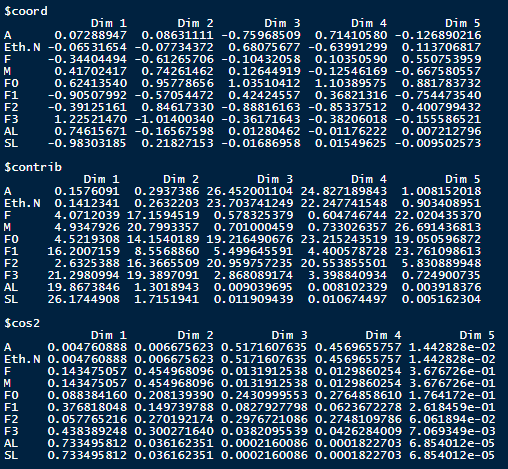 $coord
Dim 1 Dim 2 Dim 3 Dim 4 Dim 5
A 0.07288947 0.08631111 -0.75968509 0.71410580 -0.126890216
Eth.N -0.06531654 -0.07734372 0.68075677 -0.63991299 0.113706817
F -0.34404494 -0.61265706 -0.10432058 0.10350590 0.550753959
M 0.41702417 0.74261462 0.12644919 -0.12546169 -0.667580557
F0 0.62413540 0.95778656 1.03510412 1.10389575 0.881783732
F1 -0.90507992 -0.57054472 0.42424557 0.36821316 -0.754473540
F2 -0.39125161 0.84617330 -0.88816163 -0.85337512 0.400799432
F3 1.22521470 -1.01400340 -0.36171643 -0.38206018 -0.155586521
AL 0.74615671 -0.16567598 0.01280462 -0.01176222 0.007212796
SL -0.98303185 0.21827153 -0.01686958 0.01549625 -0.009502573
$contrib
Dim 1 Dim 2 Dim 3 Dim 4 Dim 5
A 0.1576091 0.2937386 26.452001104 24.827189843 1.008152018
Eth.N 0.1412341 0.2632203 23.703741249 22.247741548 0.903408951
F 4.0712039 17.1594519 0.578325379 0.604746744 22.020435370
M 4.9347926 20.7993357 0.701000459 0.733026357 26.691436813
F0 4.5219308 14.1540189 19.216490676 23.215243519 19.050596872
F1 16.2007159 8.5568860 5.499645591 4.400578728 23.761098613
F2 2.6325388 16.3665509 20.959757235 20.553855501 5.830889948
F3 21.2980994 19.3897091 2.868089174 3.398840934 0.724900735
AL 19.8673846 1.3018943 0.009039695 0.008102329 0.003918376
SL 26.1744908 1.7151941 0.011909439 0.010674497 0.005162304
$cos2
Dim 1 Dim 2 Dim 3 Dim 4 Dim 5
A 0.004760888 0.006675623 0.5171607635 0.4569655757 1.442828e-02
Eth.N 0.004760888 0.006675623 0.5171607635 0.4569655757 1.442828e-02
F 0.143475057 0.454968096 0.0131912538 0.0129860254 3.676726e-01
M 0.143475057 0.454968096 0.0131912538 0.0129860254 3.676726e-01
F0 0.088384160 0.208139390 0.2430999553 0.2764858610 1.764172e-01
F1 0.376818048 0.149739788 0.0827927798 0.0623672278 2.618459e-01
F2 0.057765216 0.270192174 0.2976672186 0.2748109786 6.061894e-02
F3 0.438389248 0.300271640 0.0382095539 0.0426284009 7.069349e-03
AL 0.733495812 0.036162351 0.0002160086 0.0001822703 6.854012e-05
SL 0.733495812 0.036162351 0.0002160086 0.0001822703 6.854012e-05